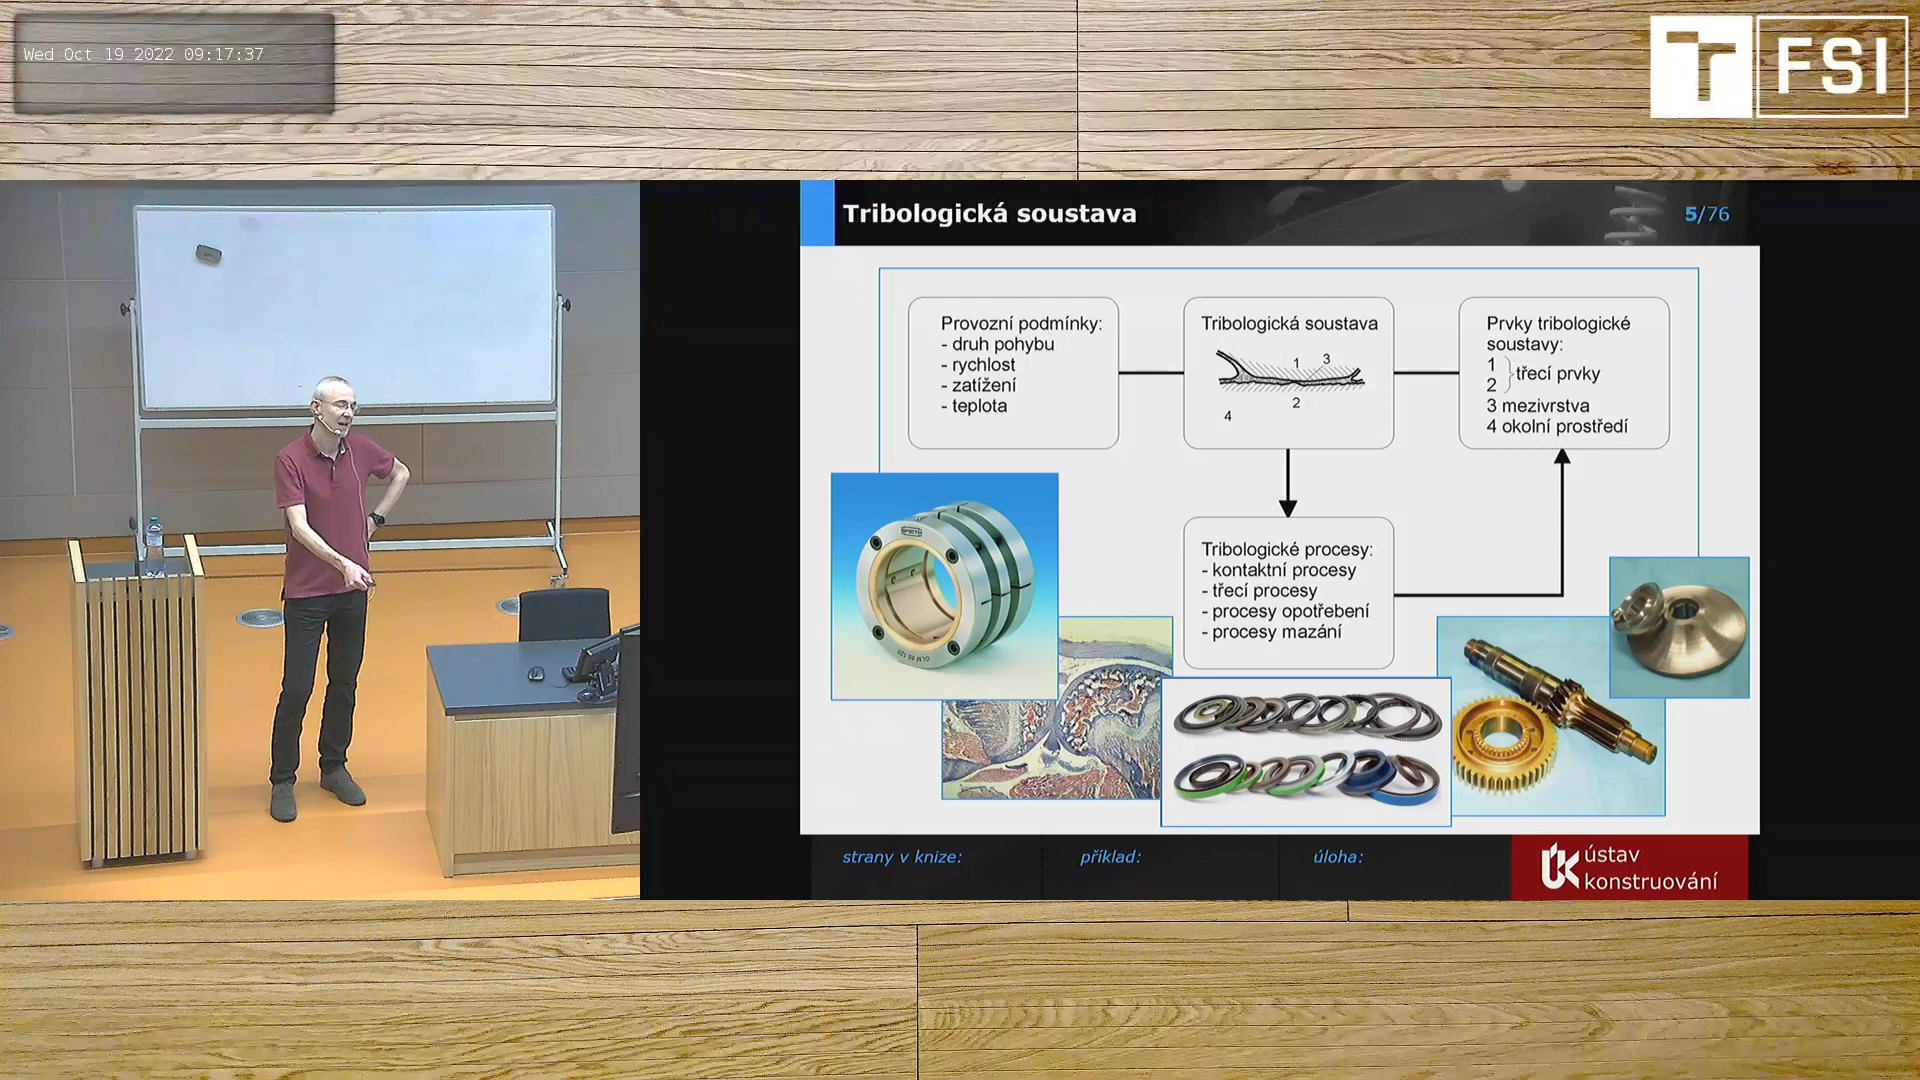 Wed Oct 19 2022 09:17:37
T FSI
Tribologická soustava
5/76
Provozní podmínky:
- druh pohybu
- rychlost
- zatížení
- teplota
Tribologická soustava
1
3
2
4
Prvky tribologické
soustavy:
1
2
třecí prvky
3 mezivrstva
4 okolní prostředí
Tribologické procesy:
- kontaktní procesy
- třecí procesy
- procesy opotřebení
- procesy mazání
strany v knize:
příklad:
úloha:
ÚK ústav
konstruování